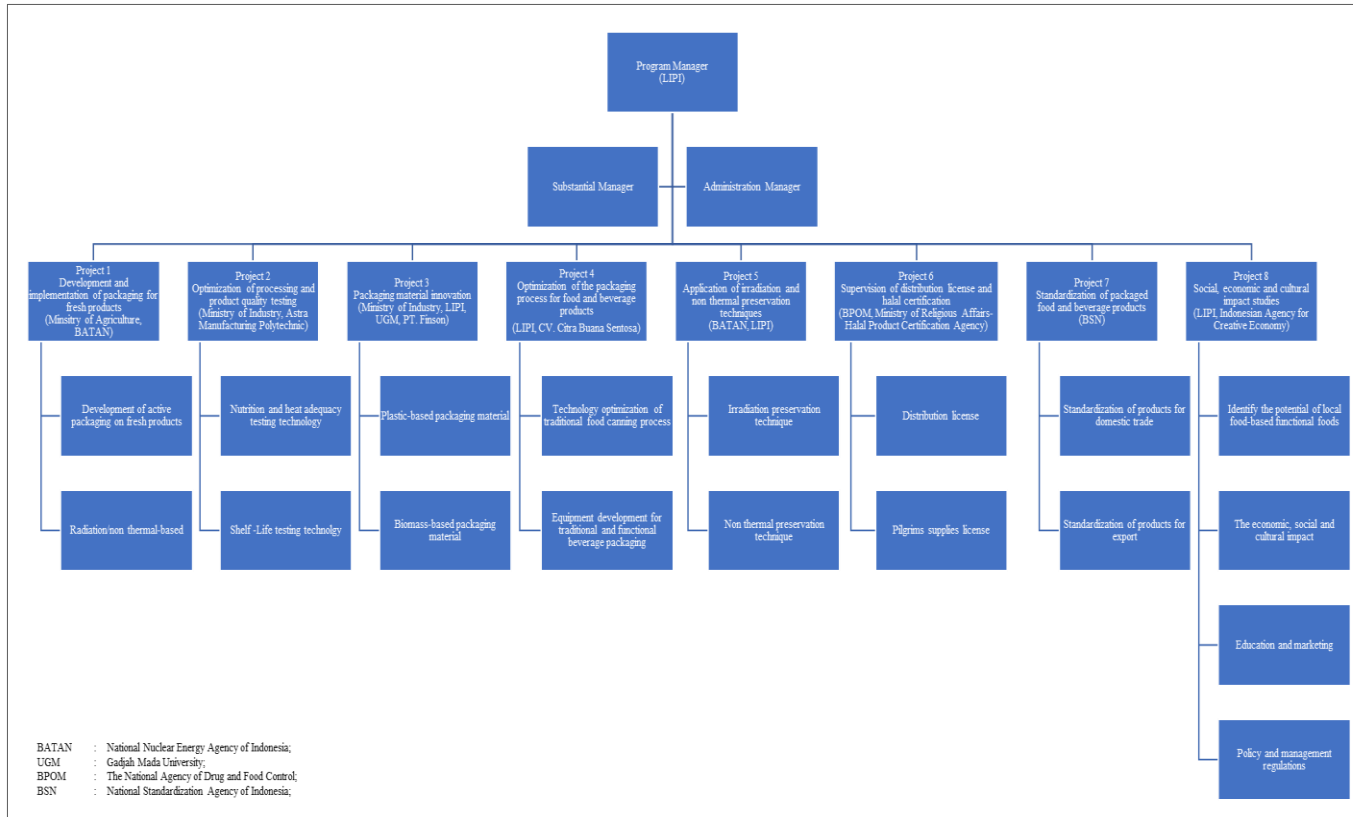 Program Manager
(LIPI)
Substantial Manager
Administration Manager
Project 1
Development and
implementation of packaging for
fresh products
(Minsitry of Agriculture,
BATAN)
Project 2
Optimization of processing and
product quality testing
(Ministry of Industry, Astra
Manufacturing Polytechnic)
Project 3
Packaging material innovation
(Ministry of Industry, LIPI,
UGM, PT. Finson)
Project 4
Optimization of the packaging
process for food and beverage
products
(LIPI, CV. Citra Buana Sentosa)
Project 5
Application of irradiation and
non thermal preservation
techniques
(BATAN, LIPI)
Project 6
Supervision of distribution license and
halal certification
(BPOM, Ministry of Religious Affairs-
Halal Product Certification Agency)
Project 7
Standardization of packaged
food and beverage products
(BSN)
Project 8
Social, economic and cultural
impact studies
(LIPI, Indonesian Agency for
Creative Economy)
Development of active
packaging on fresh products
Nutrition and heat adequacy
testing technology
Plastic-based packaging material
Technology optimization of
traditional food canning process
Irradiation preservation
technique
Distribution license
Standardization of products for
domestic trade
Identify the potential of local
food-based functional foods
Radiation/non thermal-based
Shelf -Life testing technolgy
Biomass-based packaging
material
Equipment development for
traditional and functional
beverage packaging
Non thermal preservation
technique
Pilgrims supplies license
Standardization of products for
export
The economic, social and
cultural impact
Education and marketing
Policy and management
regulations
BATAN : National Nuclear Energy Agency of Indonesia;
UGM : Gadjah Mada University;
BPOM : The National Agency of Drug and Food Control;
BSN : National Standardization Agency of Indonesia;